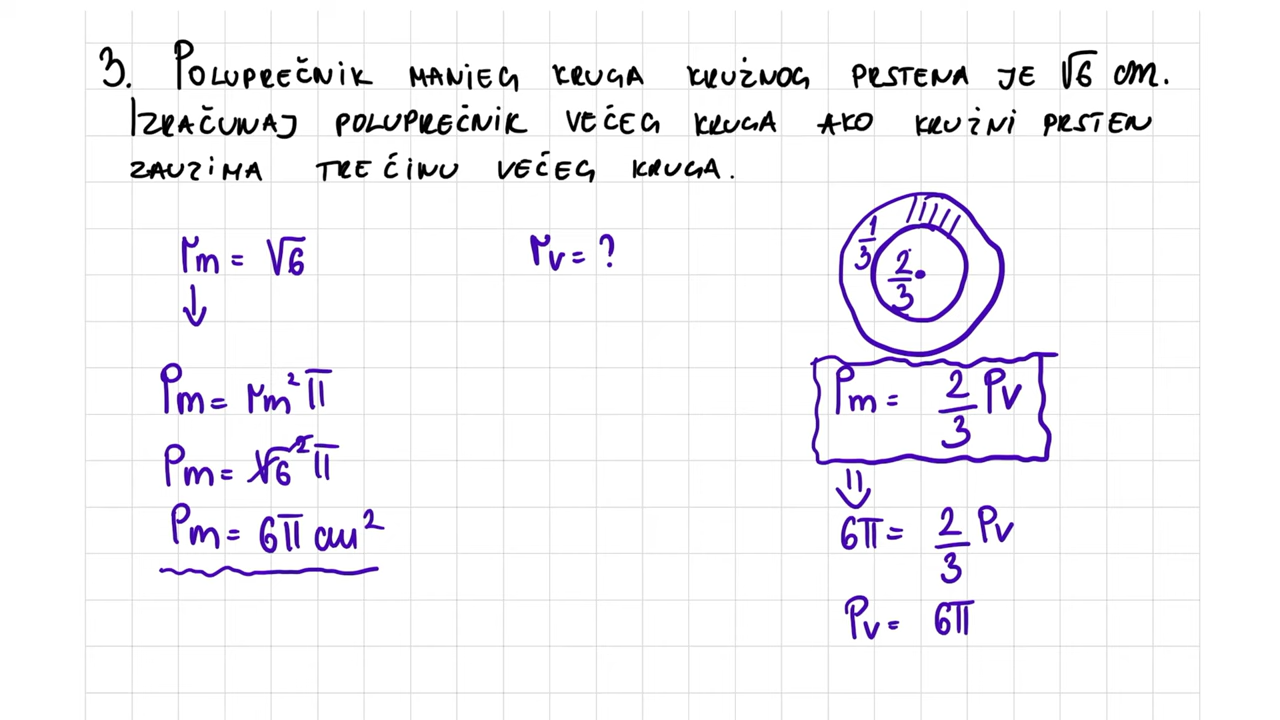 3. POLUPREČNIK MANJEG KRUGA KRUŽNOG PRSTENA JE √6 cm.
IZRAČUNAJ POLUPREČNIK VEĆEG KRUGA AKO KRUŽNI PRSTEN
ZAUZIMA TREĆINU VEĆEG KRUGA.
rm = √6
↓
Pm = rm²π
Pm = √6²π
Pm = 6π cm²
rv = ?
1/3
2/3
Pm = 2/3 Pv
⇓
6π = 2/3 Pv
Pv = 6π